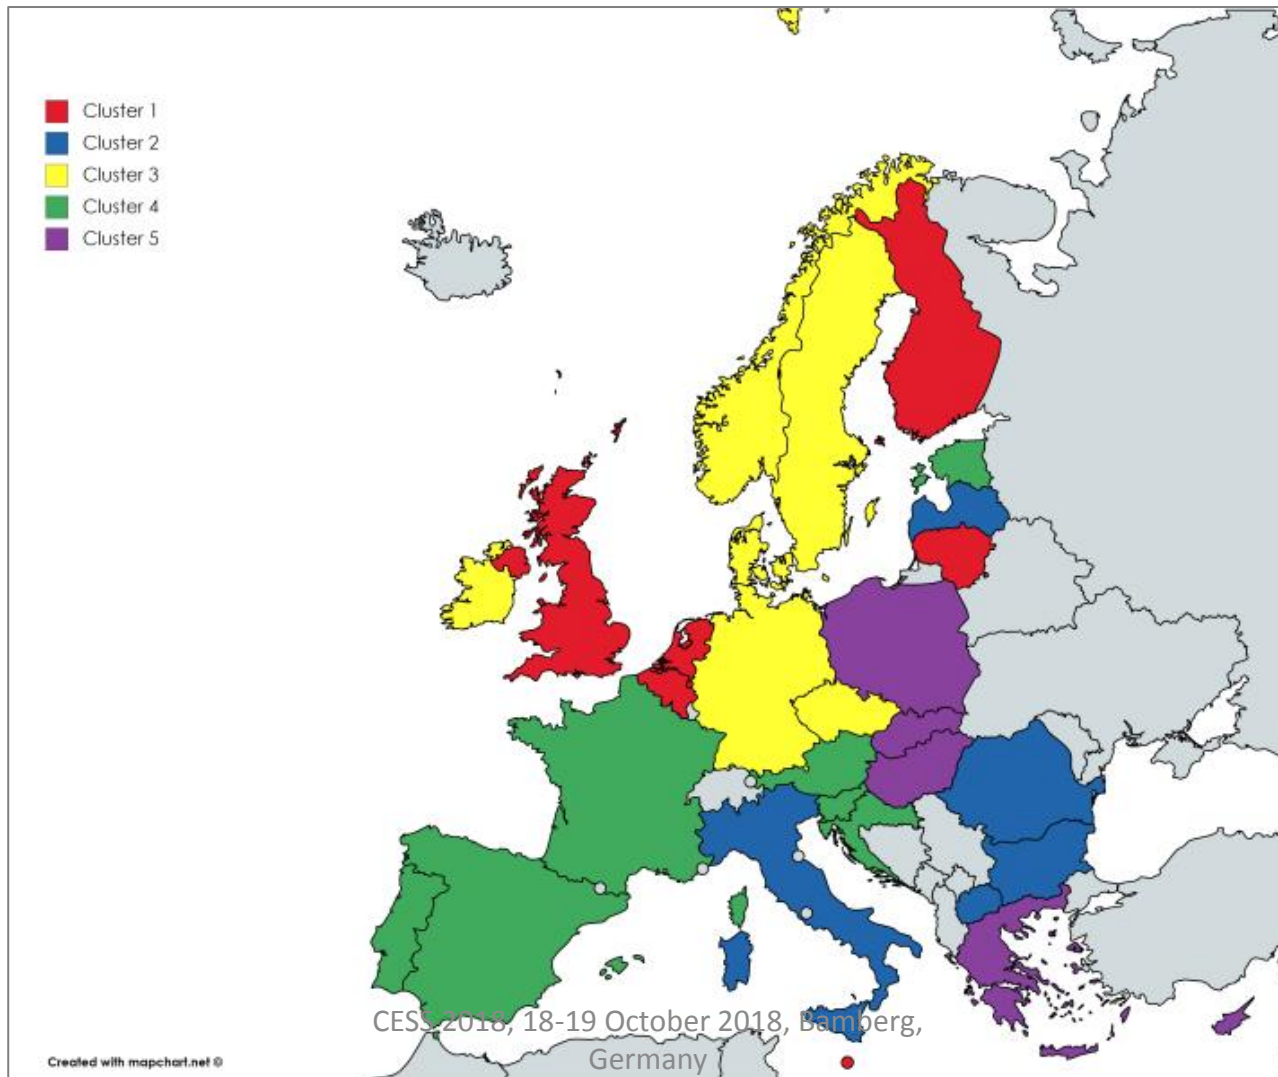 Cluster 1
Cluster 2
Cluster 3
Cluster 4
Cluster 5
CESS 2018, 18-19 October 2018, Bamberg,
Germany
Created with mapchart.net ©